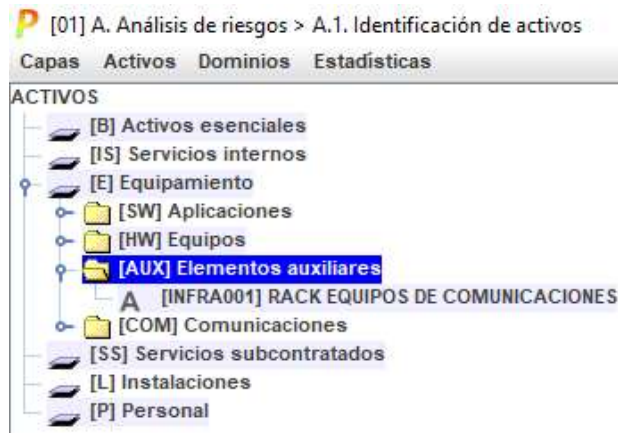 [01] A. Análisis de riesgos > A.1. Identificación de activos
Capas Activos Dominios Estadísticas
ACTIVOS
[B] Activos esenciales
[IS] Servicios internos
[E] Equipamiento
[SW] Aplicaciones
[HW] Equipos
[AUX] Elementos auxiliares
[INFRA001] RACK EQUIPOS DE COMUNICACIONES
[COM] Comunicaciones
[SS] Servicios subcontratados
[L] Instalaciones
[P] Personal